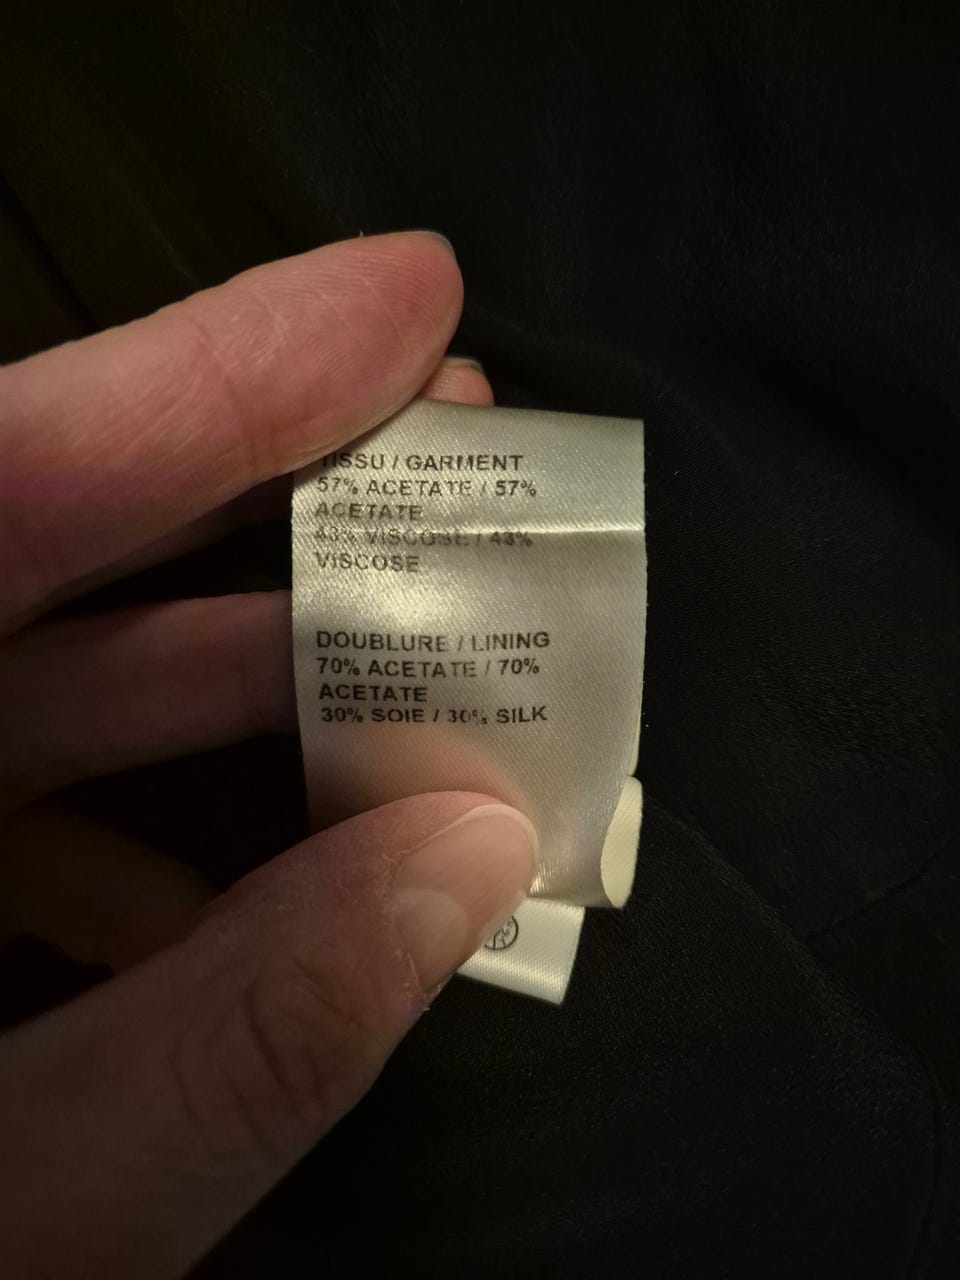 TISSU / GARMENT
57% ACETATE / 57%
ACETATE
43% VISCOSE / 43%
VISCOSE
DOUBLURE / LINING
70% ACETATE / 70%
ACETATE
30% SOIE / 30% SILK